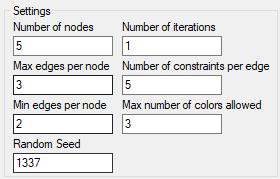 Settings
Number of nodes Number of iterations
5 1
Max edges per node Number of constraints per edge
3 5
Min edges per node Max number of colors allowed
2 3
Random Seed
1337